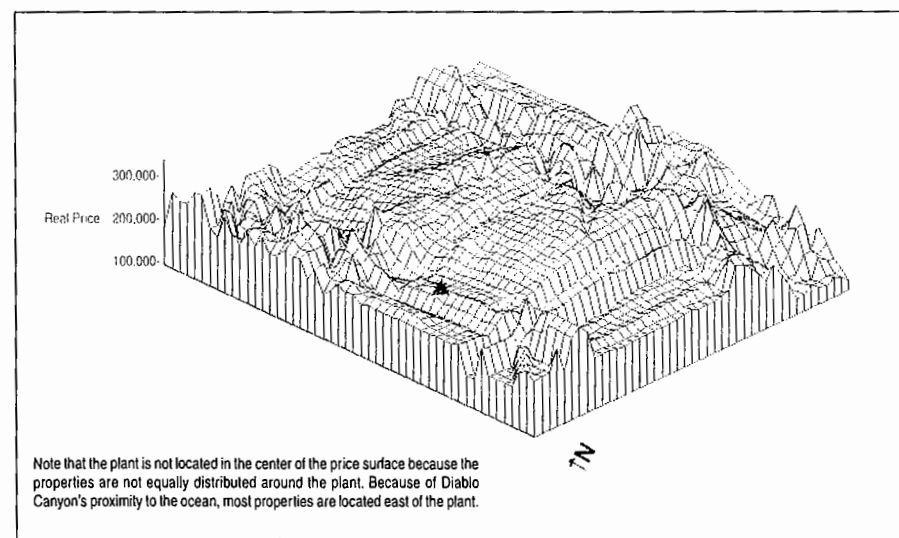 300,000-
Real Price 200,000-
100,000-
N
Note that the plant is not located in the center of the price surface because the
properties are not equally distributed around the plant. Because of Diablo
Canyon's proximity to the ocean, most properties are located east of the plant.